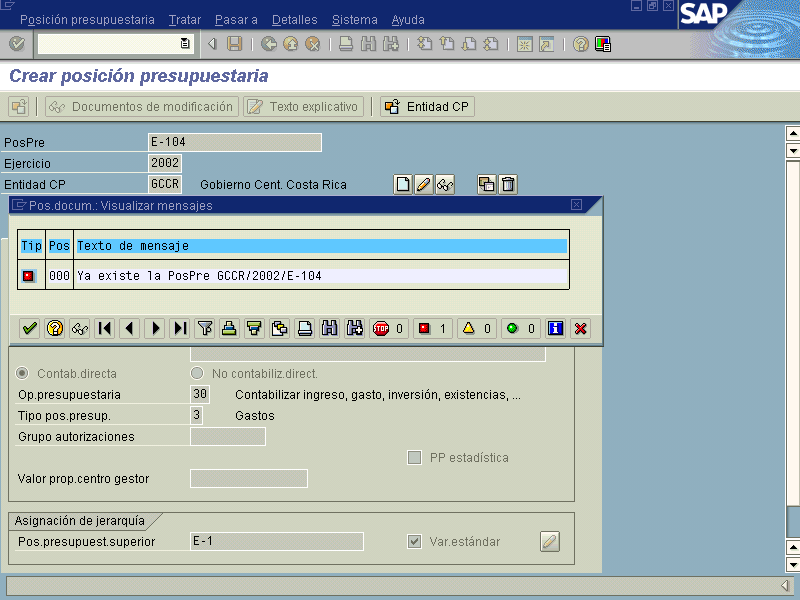 Posición presupuestaria Tratar Pasar a Detalles Sistema Ayuda
SAP
Crear posición presupuestaria
Documentos de modificación Texto explicativo Entidad CP
PosPre E-104
Ejercicio 2002
Entidad CP GCCR Gobierno Cent. Costa Rica
Pos.docum.: Visualizar mensajes
Tip Pos Texto de mensaje
000 Ya existe la PosPre GCCR/2002/E-104
STOP 0 1 0 0
Contab.directa No contabiliz.direct.
Op.presupuestaria 30 Contabilizar ingreso, gasto, inversión, existencias, ...
Tipo pos.presup. 3 Gastos
Grupo autorizaciones
PP estadística
Valor prop.centro gestor
Asignación de jerarquía
Pos.presupuest.superior E-1 Var.estándar